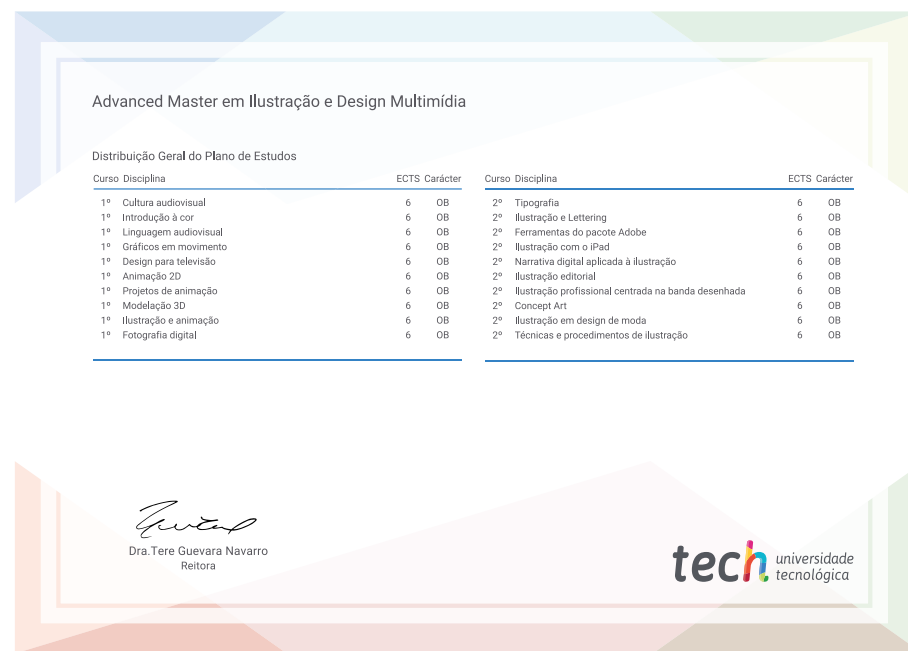 Advanced Master em Ilustração e Design Multimídia
Distribuição Geral do Plano de Estudos
Curso Disciplina ECTS Carácter
1º Cultura audiovisual 6 OB
1º Introdução à cor 6 OB
1º Linguagem audiovisual 6 OB
1º Gráficos em movimento 6 OB
1º Design para televisão 6 OB
1º Animação 2D 6 OB
1º Projetos de animação 6 OB
1º Modelação 3D 6 OB
1º Ilustração e animação 6 OB
1º Fotografia digital 6 OB
Curso Disciplina ECTS Carácter
2º Tipografia 6 OB
2º Ilustração e Lettering 6 OB
2º Ferramentas do pacote Adobe 6 OB
2º Ilustração com o iPad 6 OB
2º Narrativa digital aplicada à ilustração 6 OB
2º Ilustração editorial 6 OB
2º Ilustração profissional centrada na banda desenhada 6 OB
2º Concept Art 6 OB
2º Ilustração em design de moda 6 OB
2º Técnicas e procedimentos de ilustração 6 OB
Dra.Tere Guevara Navarro
Reitora
tech universidade
tecnológica